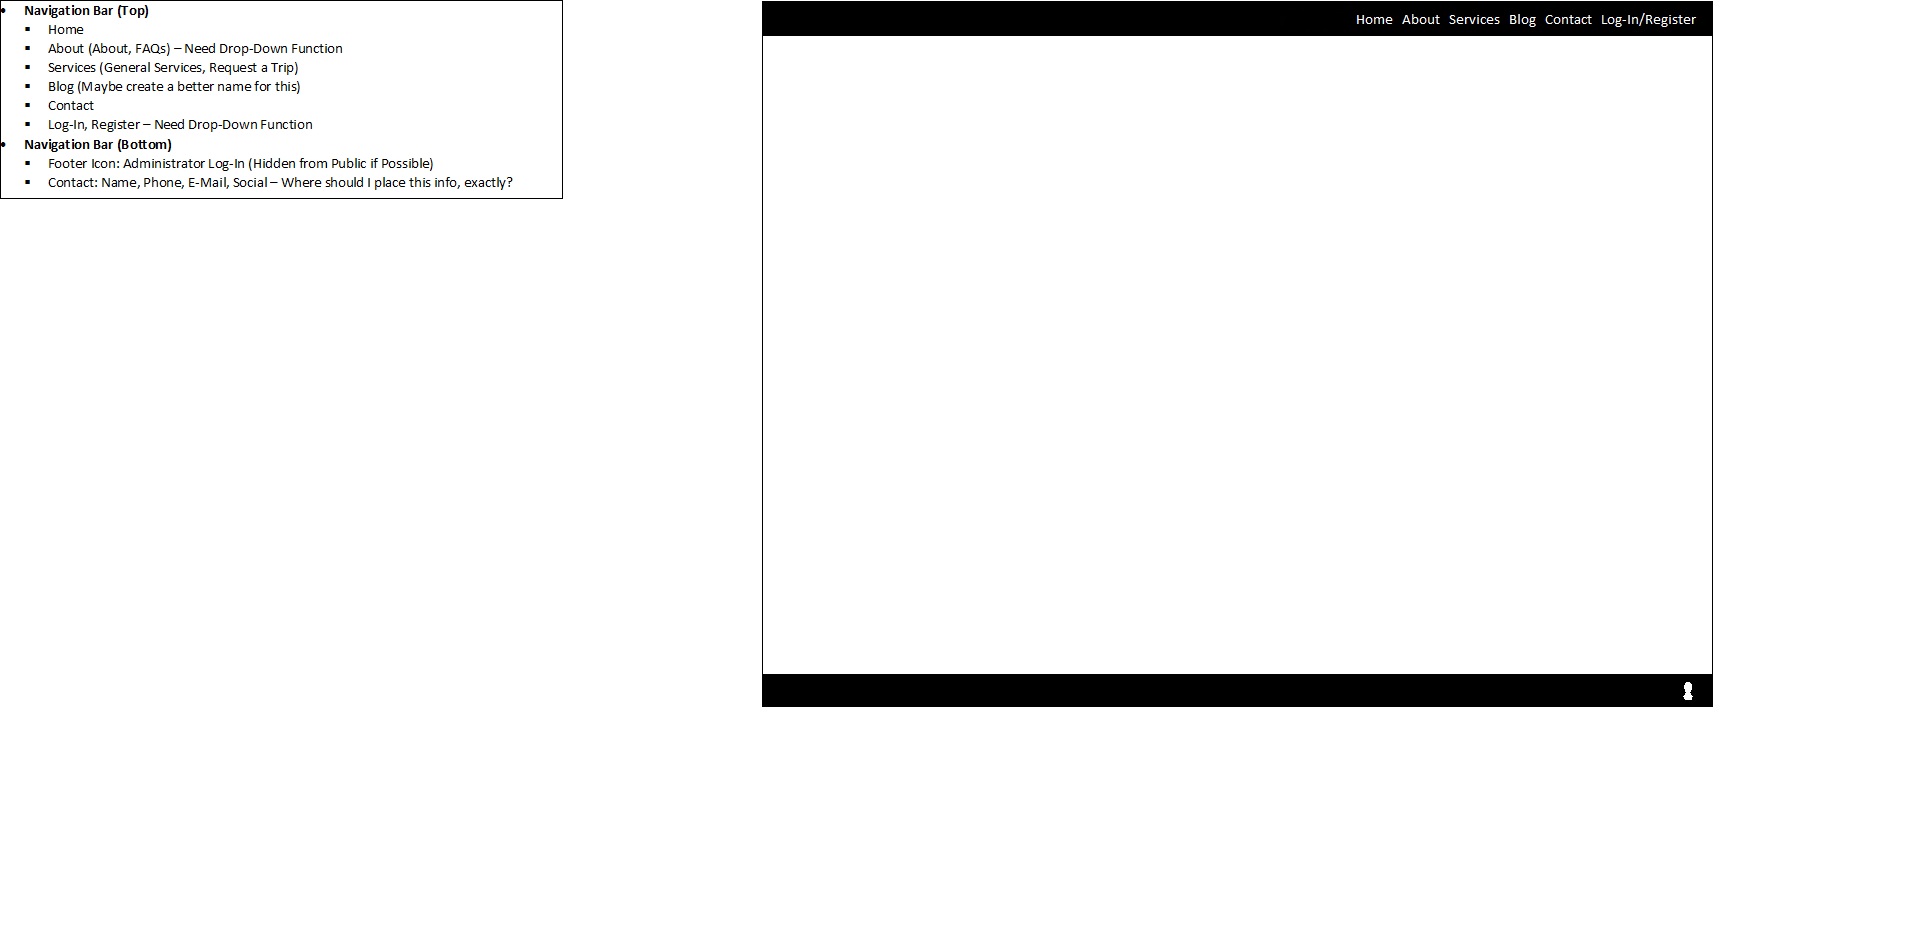 • Navigation Bar (Top)
▪ Home
▪ About (About, FAQs) – Need Drop-Down Function
▪ Services (General Services, Request a Trip)
▪ Blog (Maybe create a better name for this)
▪ Contact
▪ Log-In, Register – Need Drop-Down Function
• Navigation Bar (Bottom)
▪ Footer Icon: Administrator Log-In (Hidden from Public if Possible)
▪ Contact: Name, Phone, E-Mail, Social – Where should I place this info, exactly?
Home About Services Blog Contact Log-In/Register